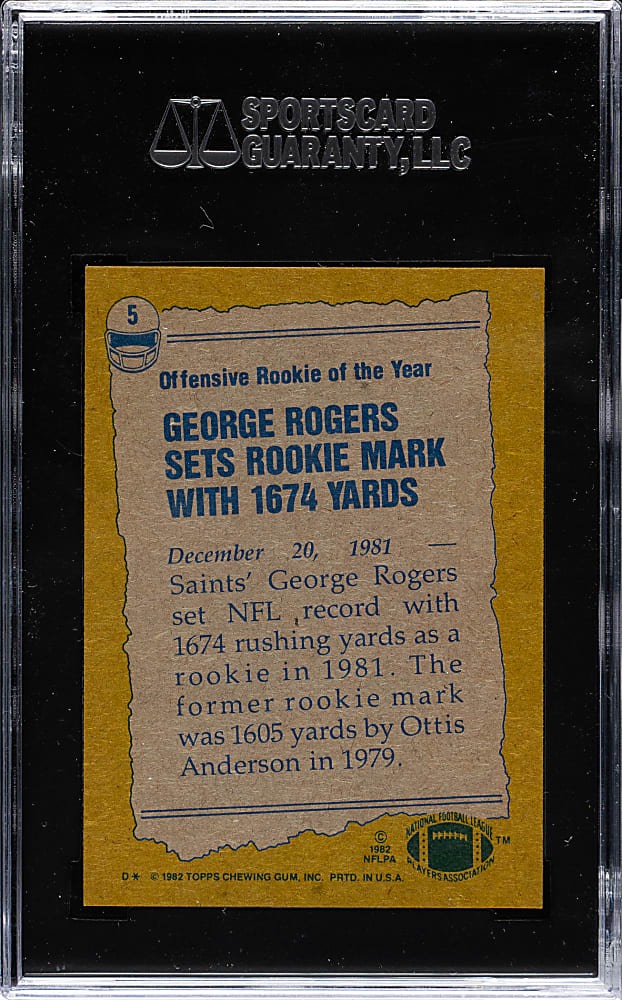 SPORTSCARD
GUARANTY, LLC
5
Offensive Rookie of the Year
GEORGE ROGERS
SETS ROOKIE MARK
WITH 1674 YARDS
December 20, 1981 —
Saints' George Rogers
set NFL record with
1674 rushing yards as a
rookie in 1981. The
former rookie mark
was 1605 yards by Ottis
Anderson in 1979.
©
1982
NFLPA
NATIONAL FOOTBALL LEAGUE
PLAYERS ASSOCIATION
TM
D* © 1982 TOPPS CHEWING GUM, INC. PRTD. IN U.S.A.